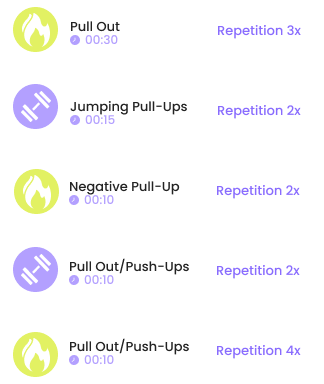 Pull Out
00:30
Repetition 3x
Jumping Pull-Ups
00:15
Repetition 2x
Negative Pull-Up
00:10
Repetition 2x
Pull Out/Push-Ups
00:10
Repetition 2x
Pull Out/Push-Ups
00:10
Repetition 4x